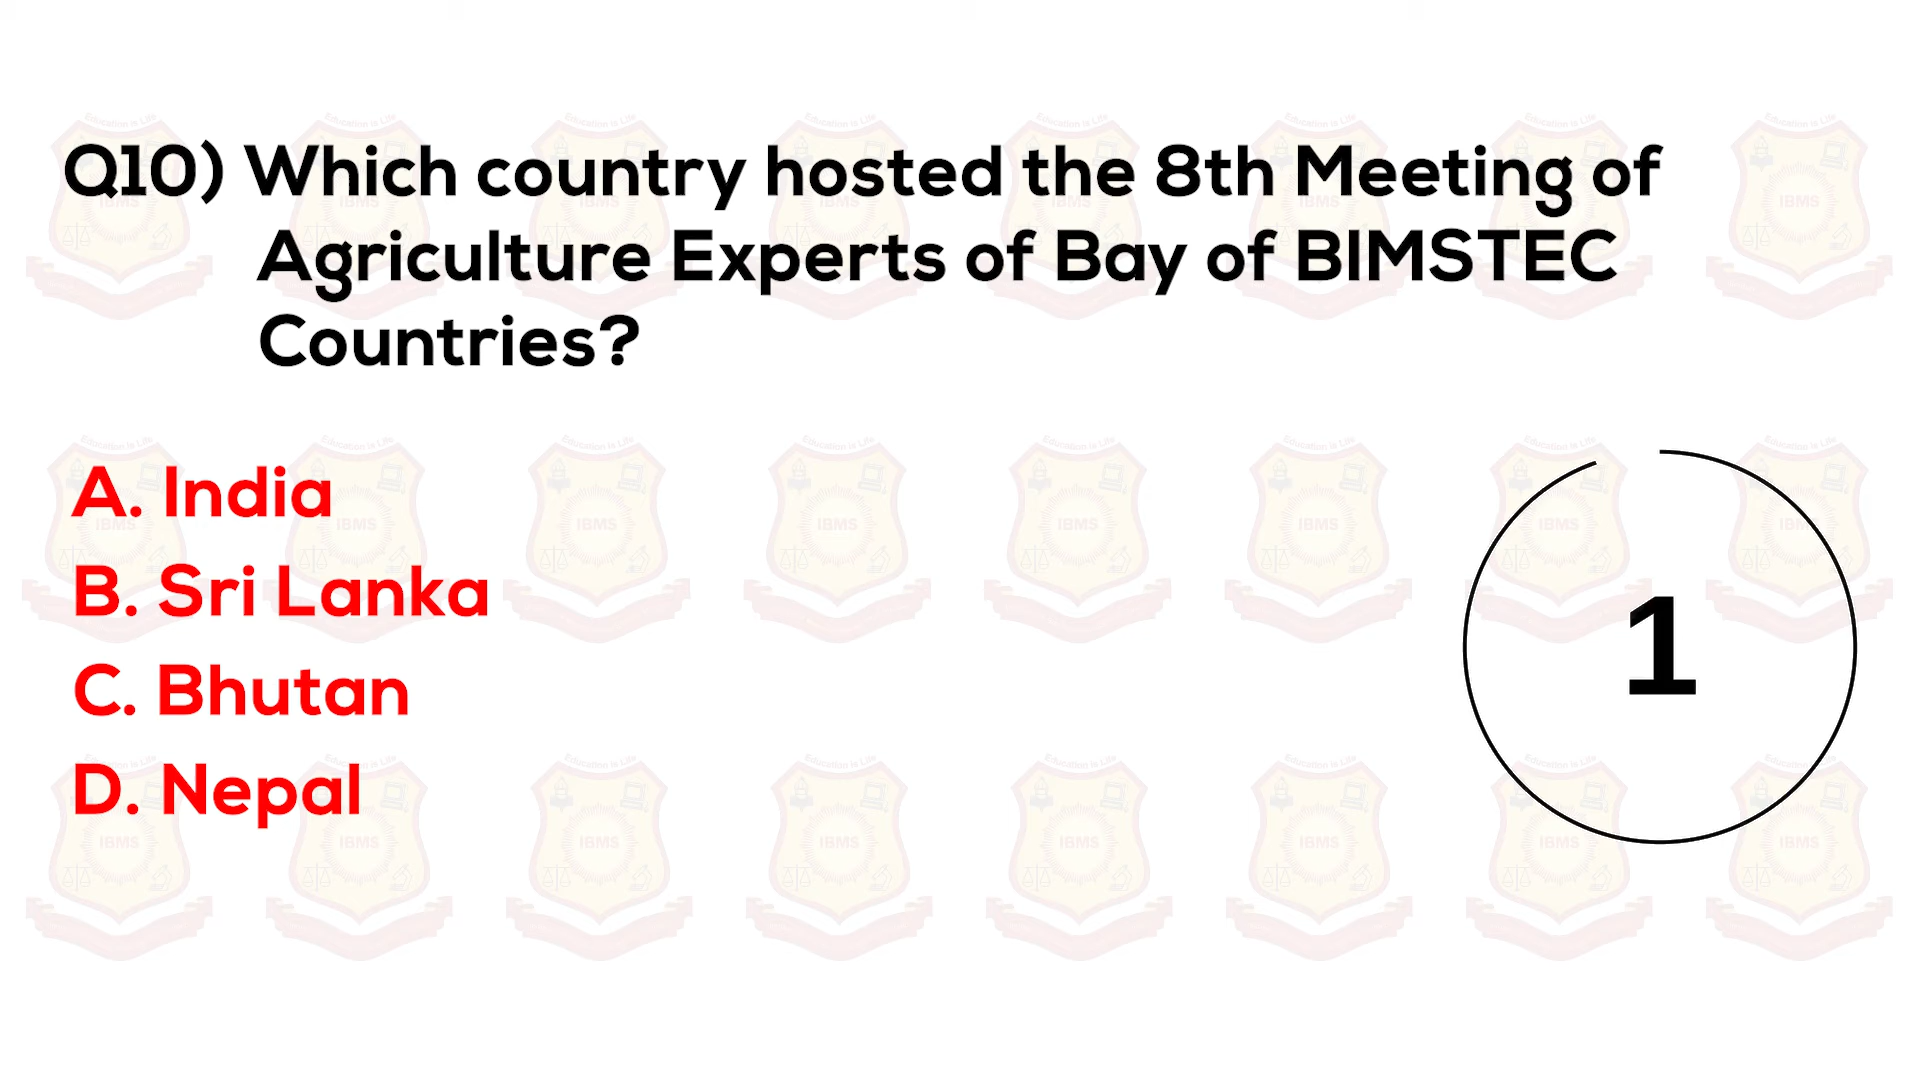 Q10) Which country hosted the 8th Meeting of
Agriculture Experts of Bay of BIMSTEC
Countries?
A. India
B. Sri Lanka
C. Bhutan
D. Nepal
1